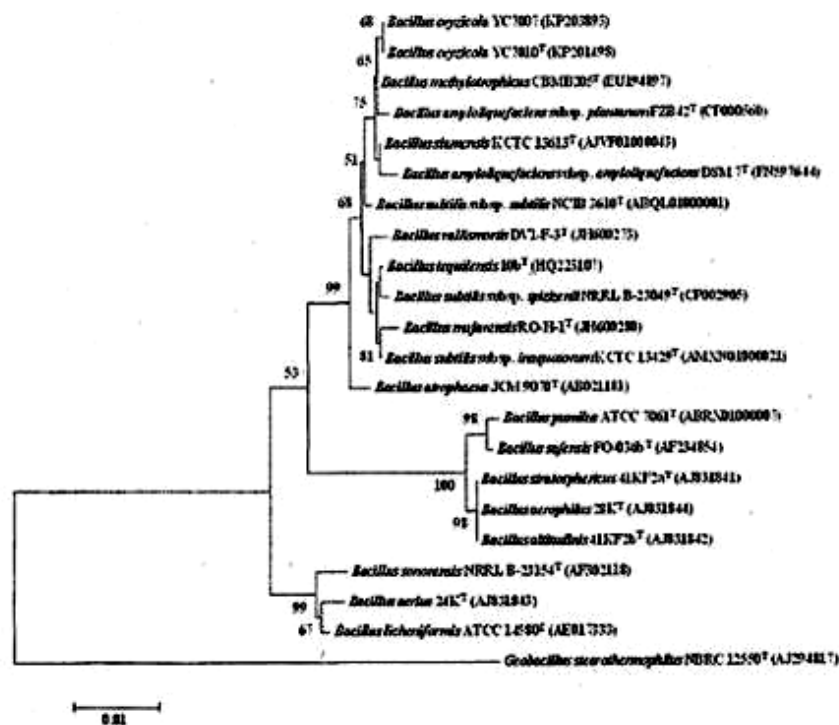 68
Bacillus oryzicola YC7007 (KP203893)
Bacillus oryzicola YC7010T (KP201498)
65
Bacillus methylotrophicus CBMB205T (EU194897)
75
Bacillus amyloliquefaciens subsp. plantarum FZB42T (CP000560)
51
Bacillus siamensis KCTC 13613T (AJVF01000043)
Bacillus amyloliquefaciens subsp. amyloliquefaciens DSM 7T (FN597644)
68
Bacillus subtilis subsp. subtilis NCIB 3610T (ABQL01000001)
Bacillus vallismortis DV1-F-3T (JH600273)
Bacillus tequilensis 10bT (HQ223107)
99
Bacillus subtilis subsp. spizizenii NRRL B-23049T (CP002905)
Bacillus mojavensis RO-H-1T (JH600280)
81
Bacillus subtilis subsp. inaquosorum KCTC 13429T (AMXN01000021)
53
Bacillus atrophaeus JCM 9070T (AB021181)
98
Bacillus pumilus ATCC 7061T (ABRX01000007)
Bacillus safensis FO-036bT (AF234854)
100
Bacillus stratosphericus 41KF2aT (AJ831841)
Bacillus aerophilus 28KT (AJ831844)
80
Bacillus altitudinis 41KF2bT (AJ831842)
Bacillus sonorensis NRRL B-23154T (AF302118)
99
Bacillus aerius 24KT (AJ831843)
67
Bacillus licheniformis ATCC 14580T (AE017333)
Geobacillus stearothermophilus NBRC 12550T (AJ294817)
0.01